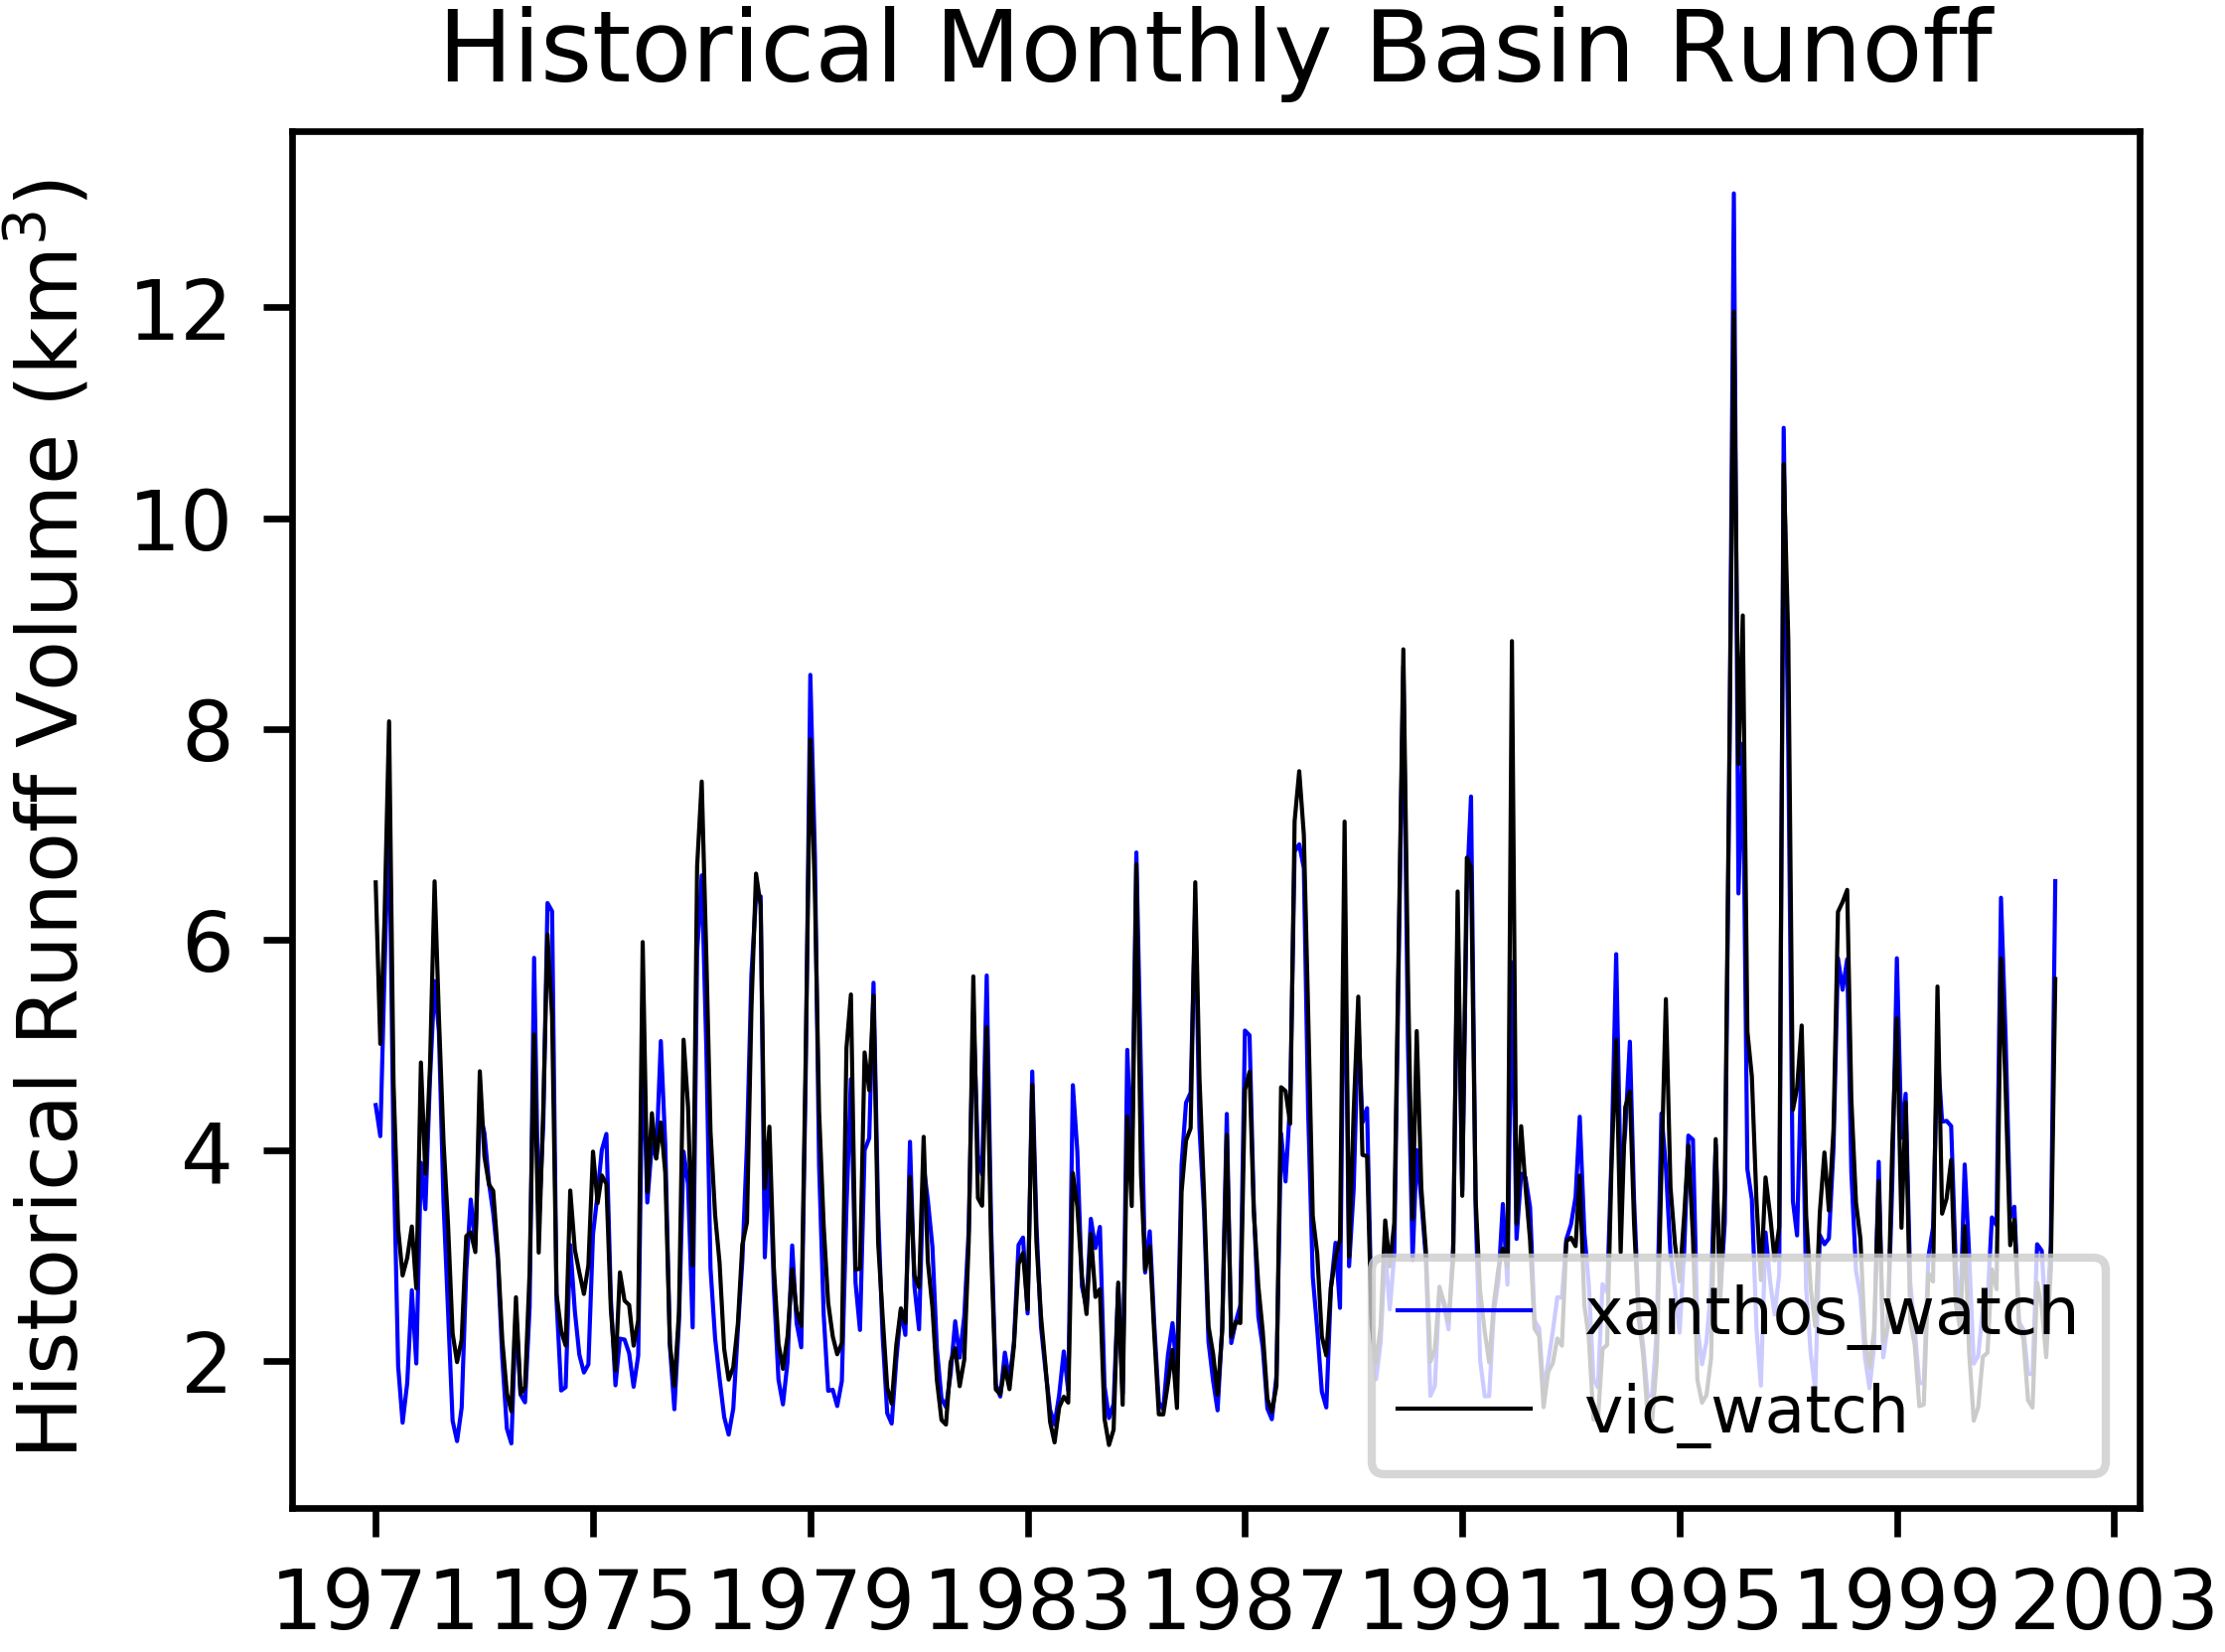 Historical Monthly Basin Runoff
Historical Runoff Volume (km³)
12
10
8
6
4
2
xanthos_watch
vic_watch
1971 1975 1979 1983 1987 1991 1995 1999 2003